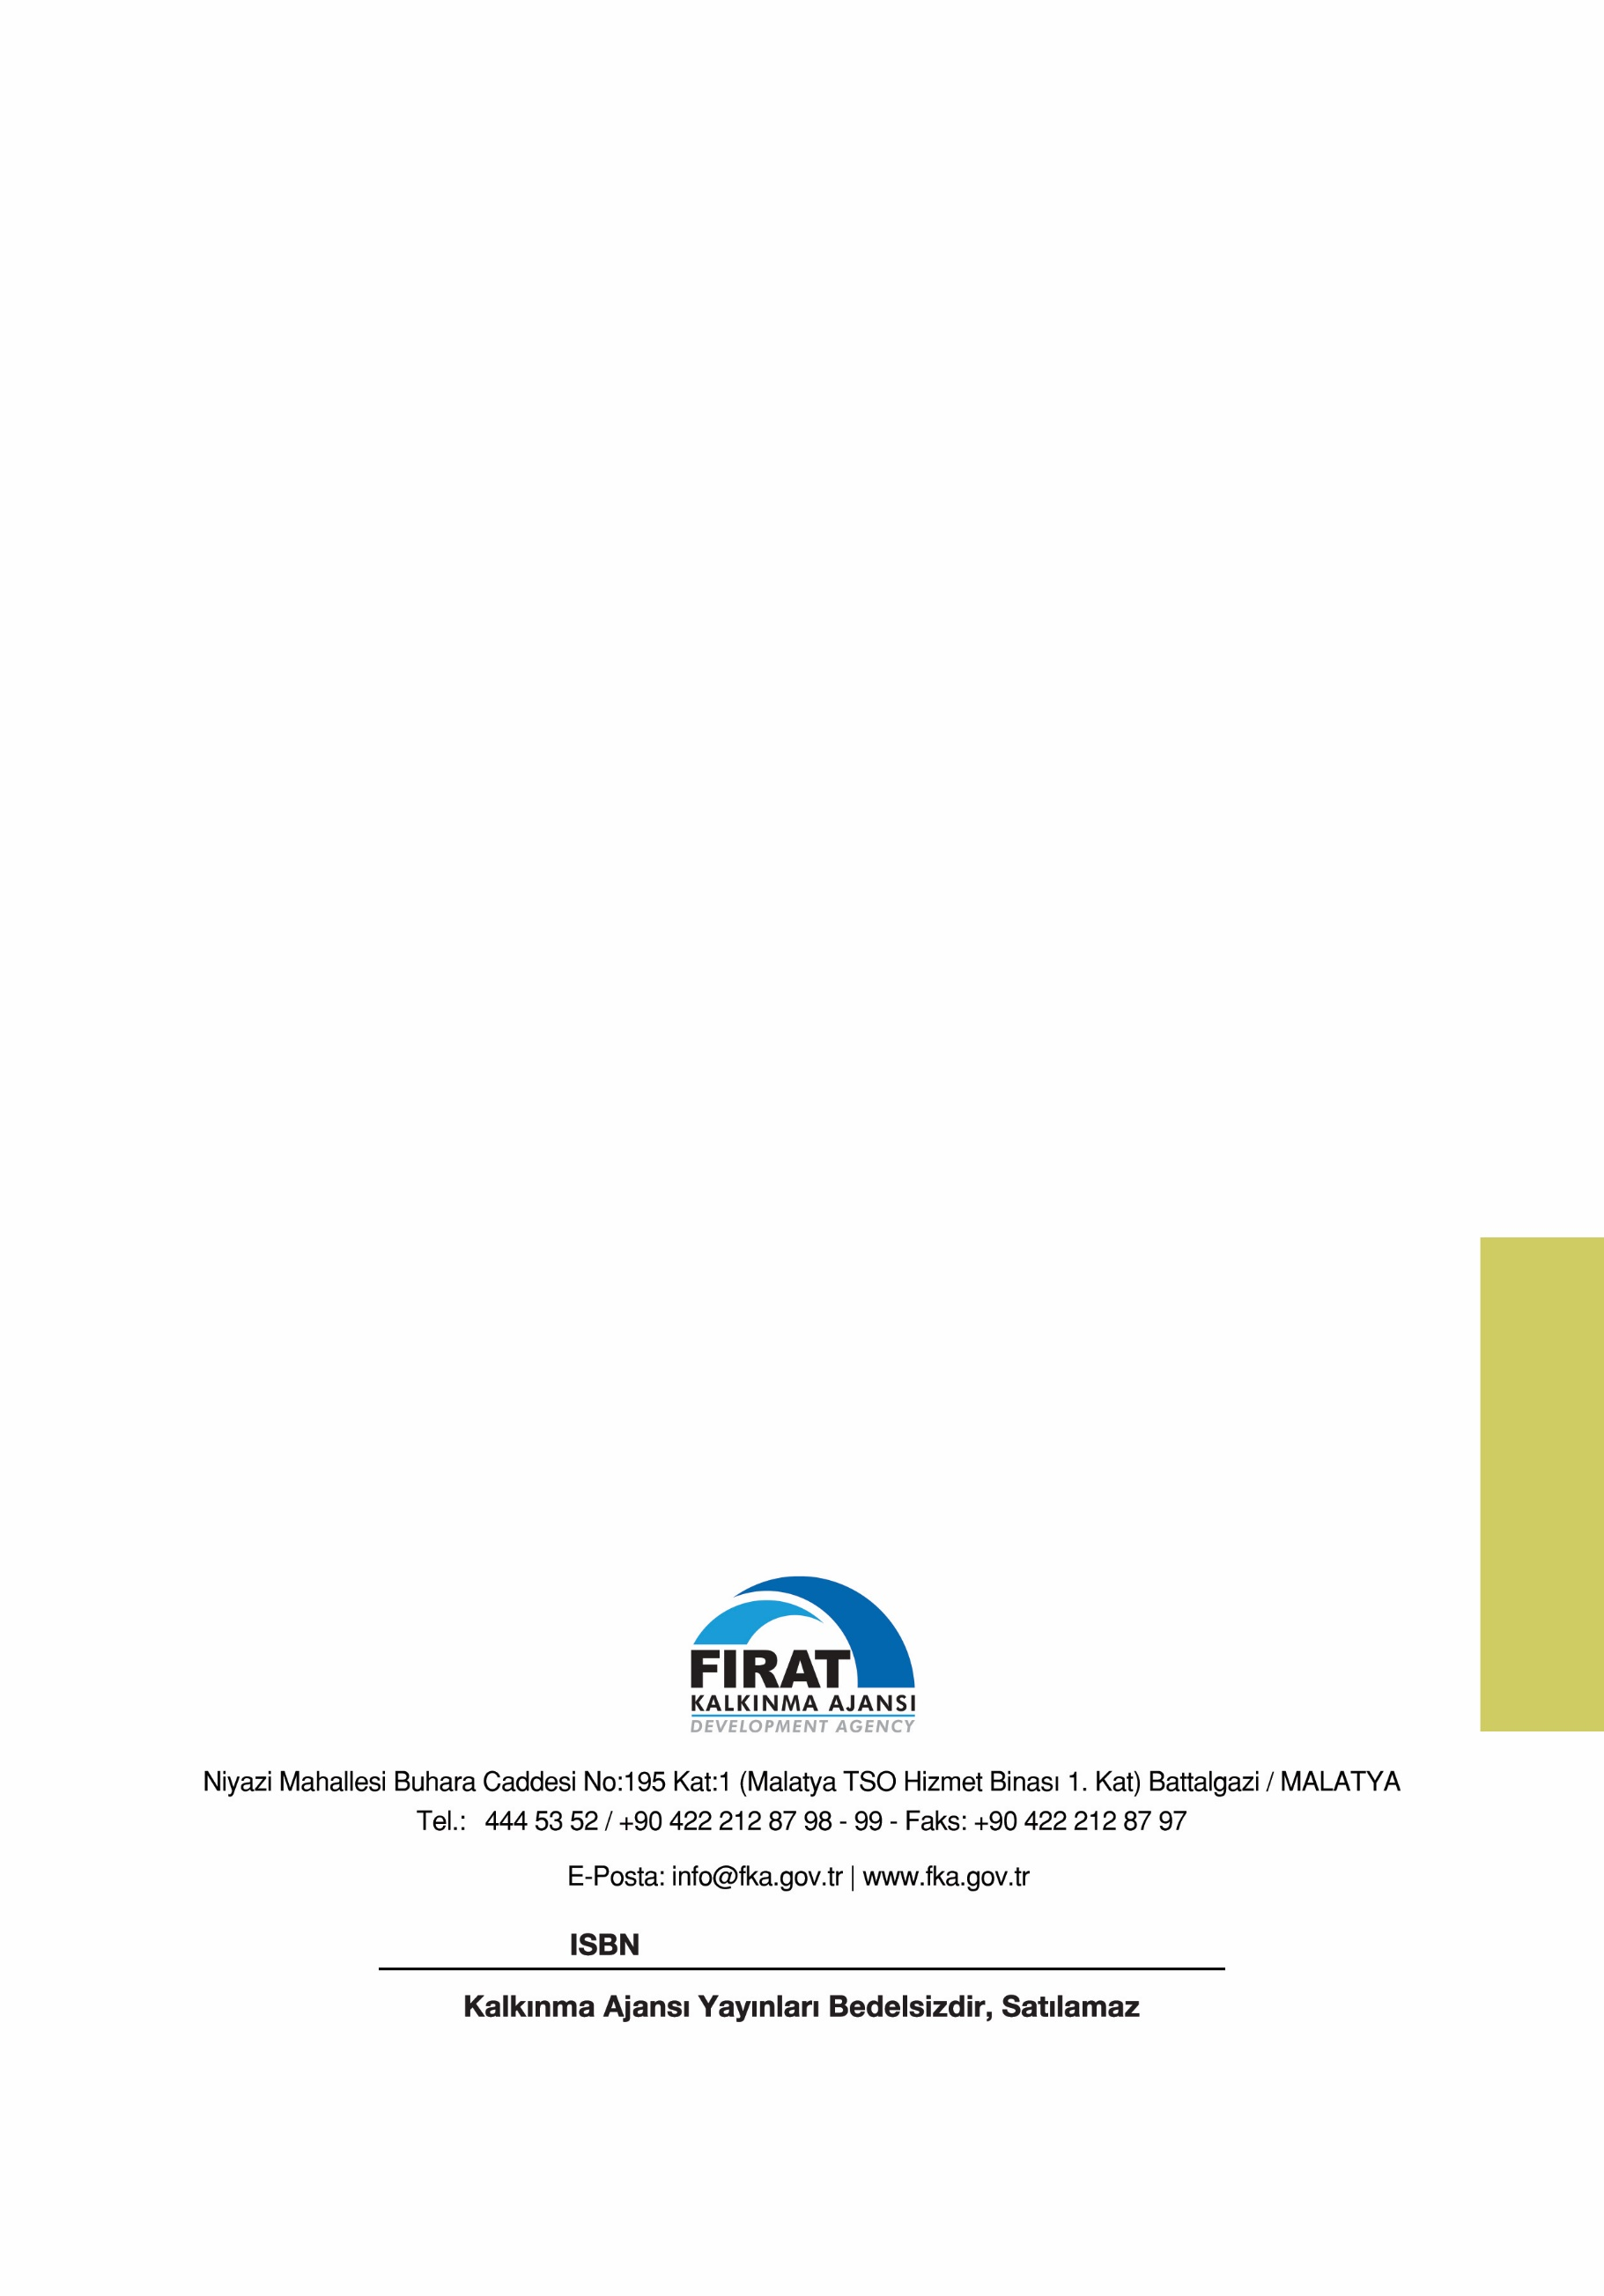 FIRAT
KALKINMA AJANSI
DEVELOPMENT AGENCY
Niyazi Mahallesi Buhara Caddesi No:195 Kat:1 (Malatya TSO Hizmet Binası 1. Kat) Battalgazi / MALATYA
Tel.: 444 53 52 / +90 422 212 87 98 - 99 - Faks: +90 422 212 87 97
E-Posta: info@fka.gov.tr | www.fka.gov.tr
ISBN
Kalkınma Ajansı Yayınları Bedelsizdir, Satılamaz